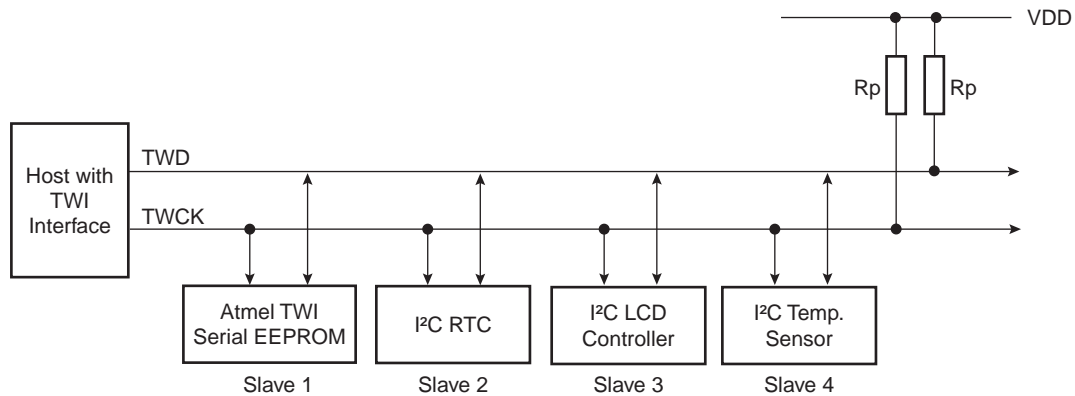 VDD
Rp
Rp
Host with
TWI
Interface
TWD
TWCK
Atmel TWI
Serial EEPROM
I²C RTC
I²C LCD
Controller
I²C Temp.
Sensor
Slave 1
Slave 2
Slave 3
Slave 4